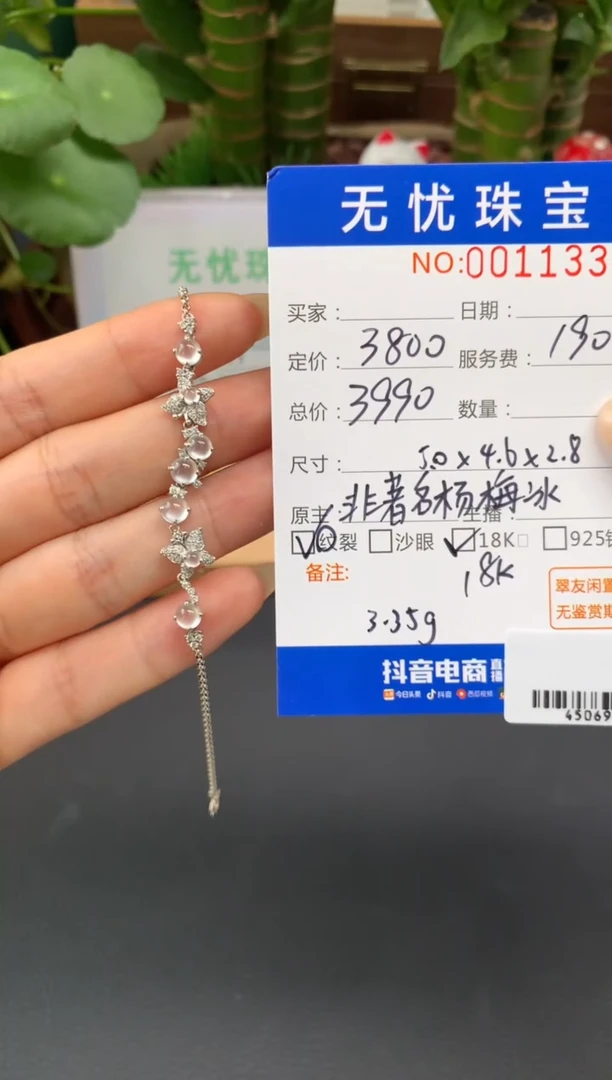 无忧珠宝
NO:001133
无忧珠
买家： 日期：
定价：3800 服务费：190
总价：3990 数量：
尺寸： 5.0×4.6×2.8
原主：非著名杨梅冰
纹裂 沙眼 18K 925
备注：
18K
翠友闲置
无鉴赏期
3.35g
抖音电商 直播
今日头条 抖音 西瓜视频
45069